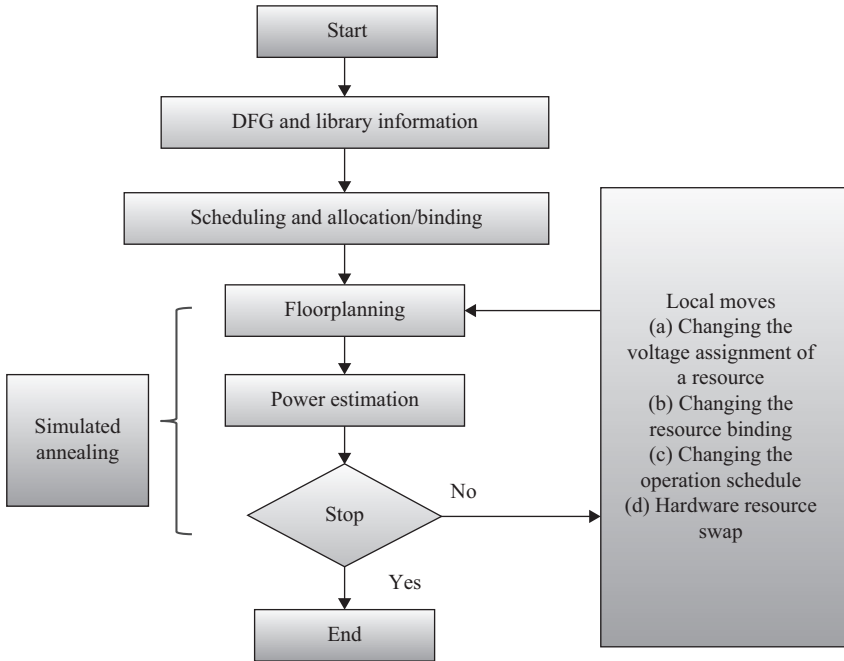 Start
DFG and library information
Scheduling and allocation/binding
Floorplanning
Power estimation
Simulated
annealing
Stop
No
Yes
End
Local moves
(a) Changing the
voltage assignment of
a resource
(b) Changing the
resource binding
(c) Changing the
operation schedule
(d) Hardware resource
swap